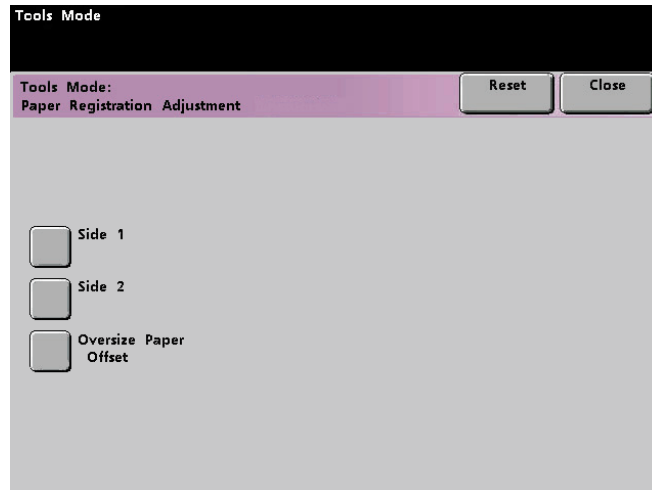 Tools Mode
Tools Mode:
Paper Registration Adjustment
Reset
Close
Side 1
Side 2
Oversize Paper
Offset